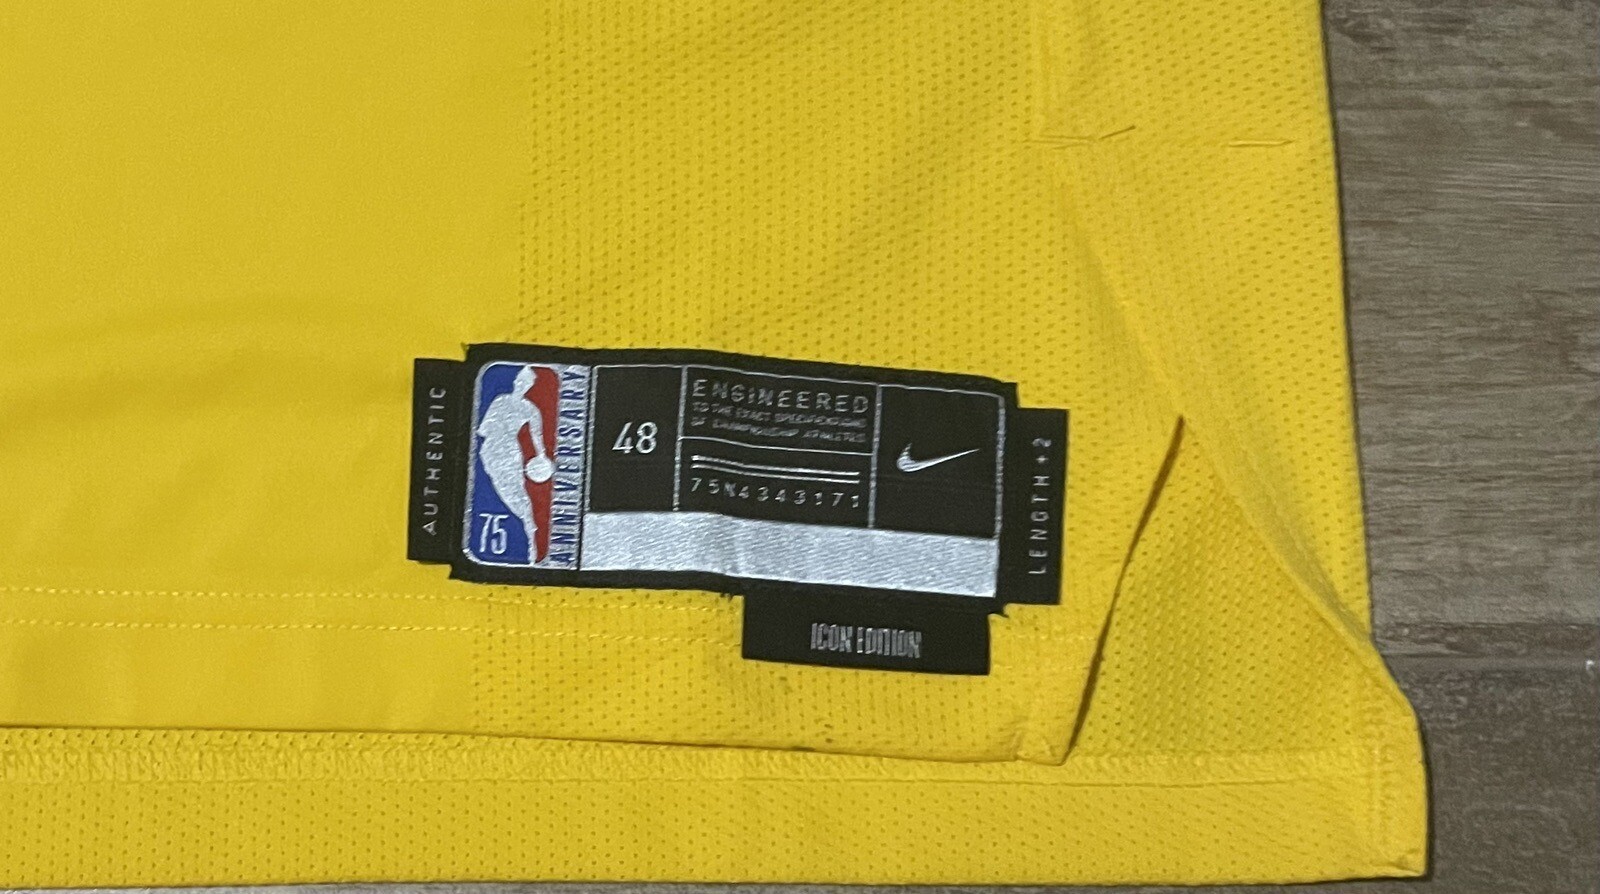 AUTHENTIC
75
ANNIVERSARY
48
ENGINEERED
TO THE EXACT SPECIFICATIONS
OF CHAMPIONSHIP ATHLETES
75N4343171
LENGTH +2
ICON EDITION